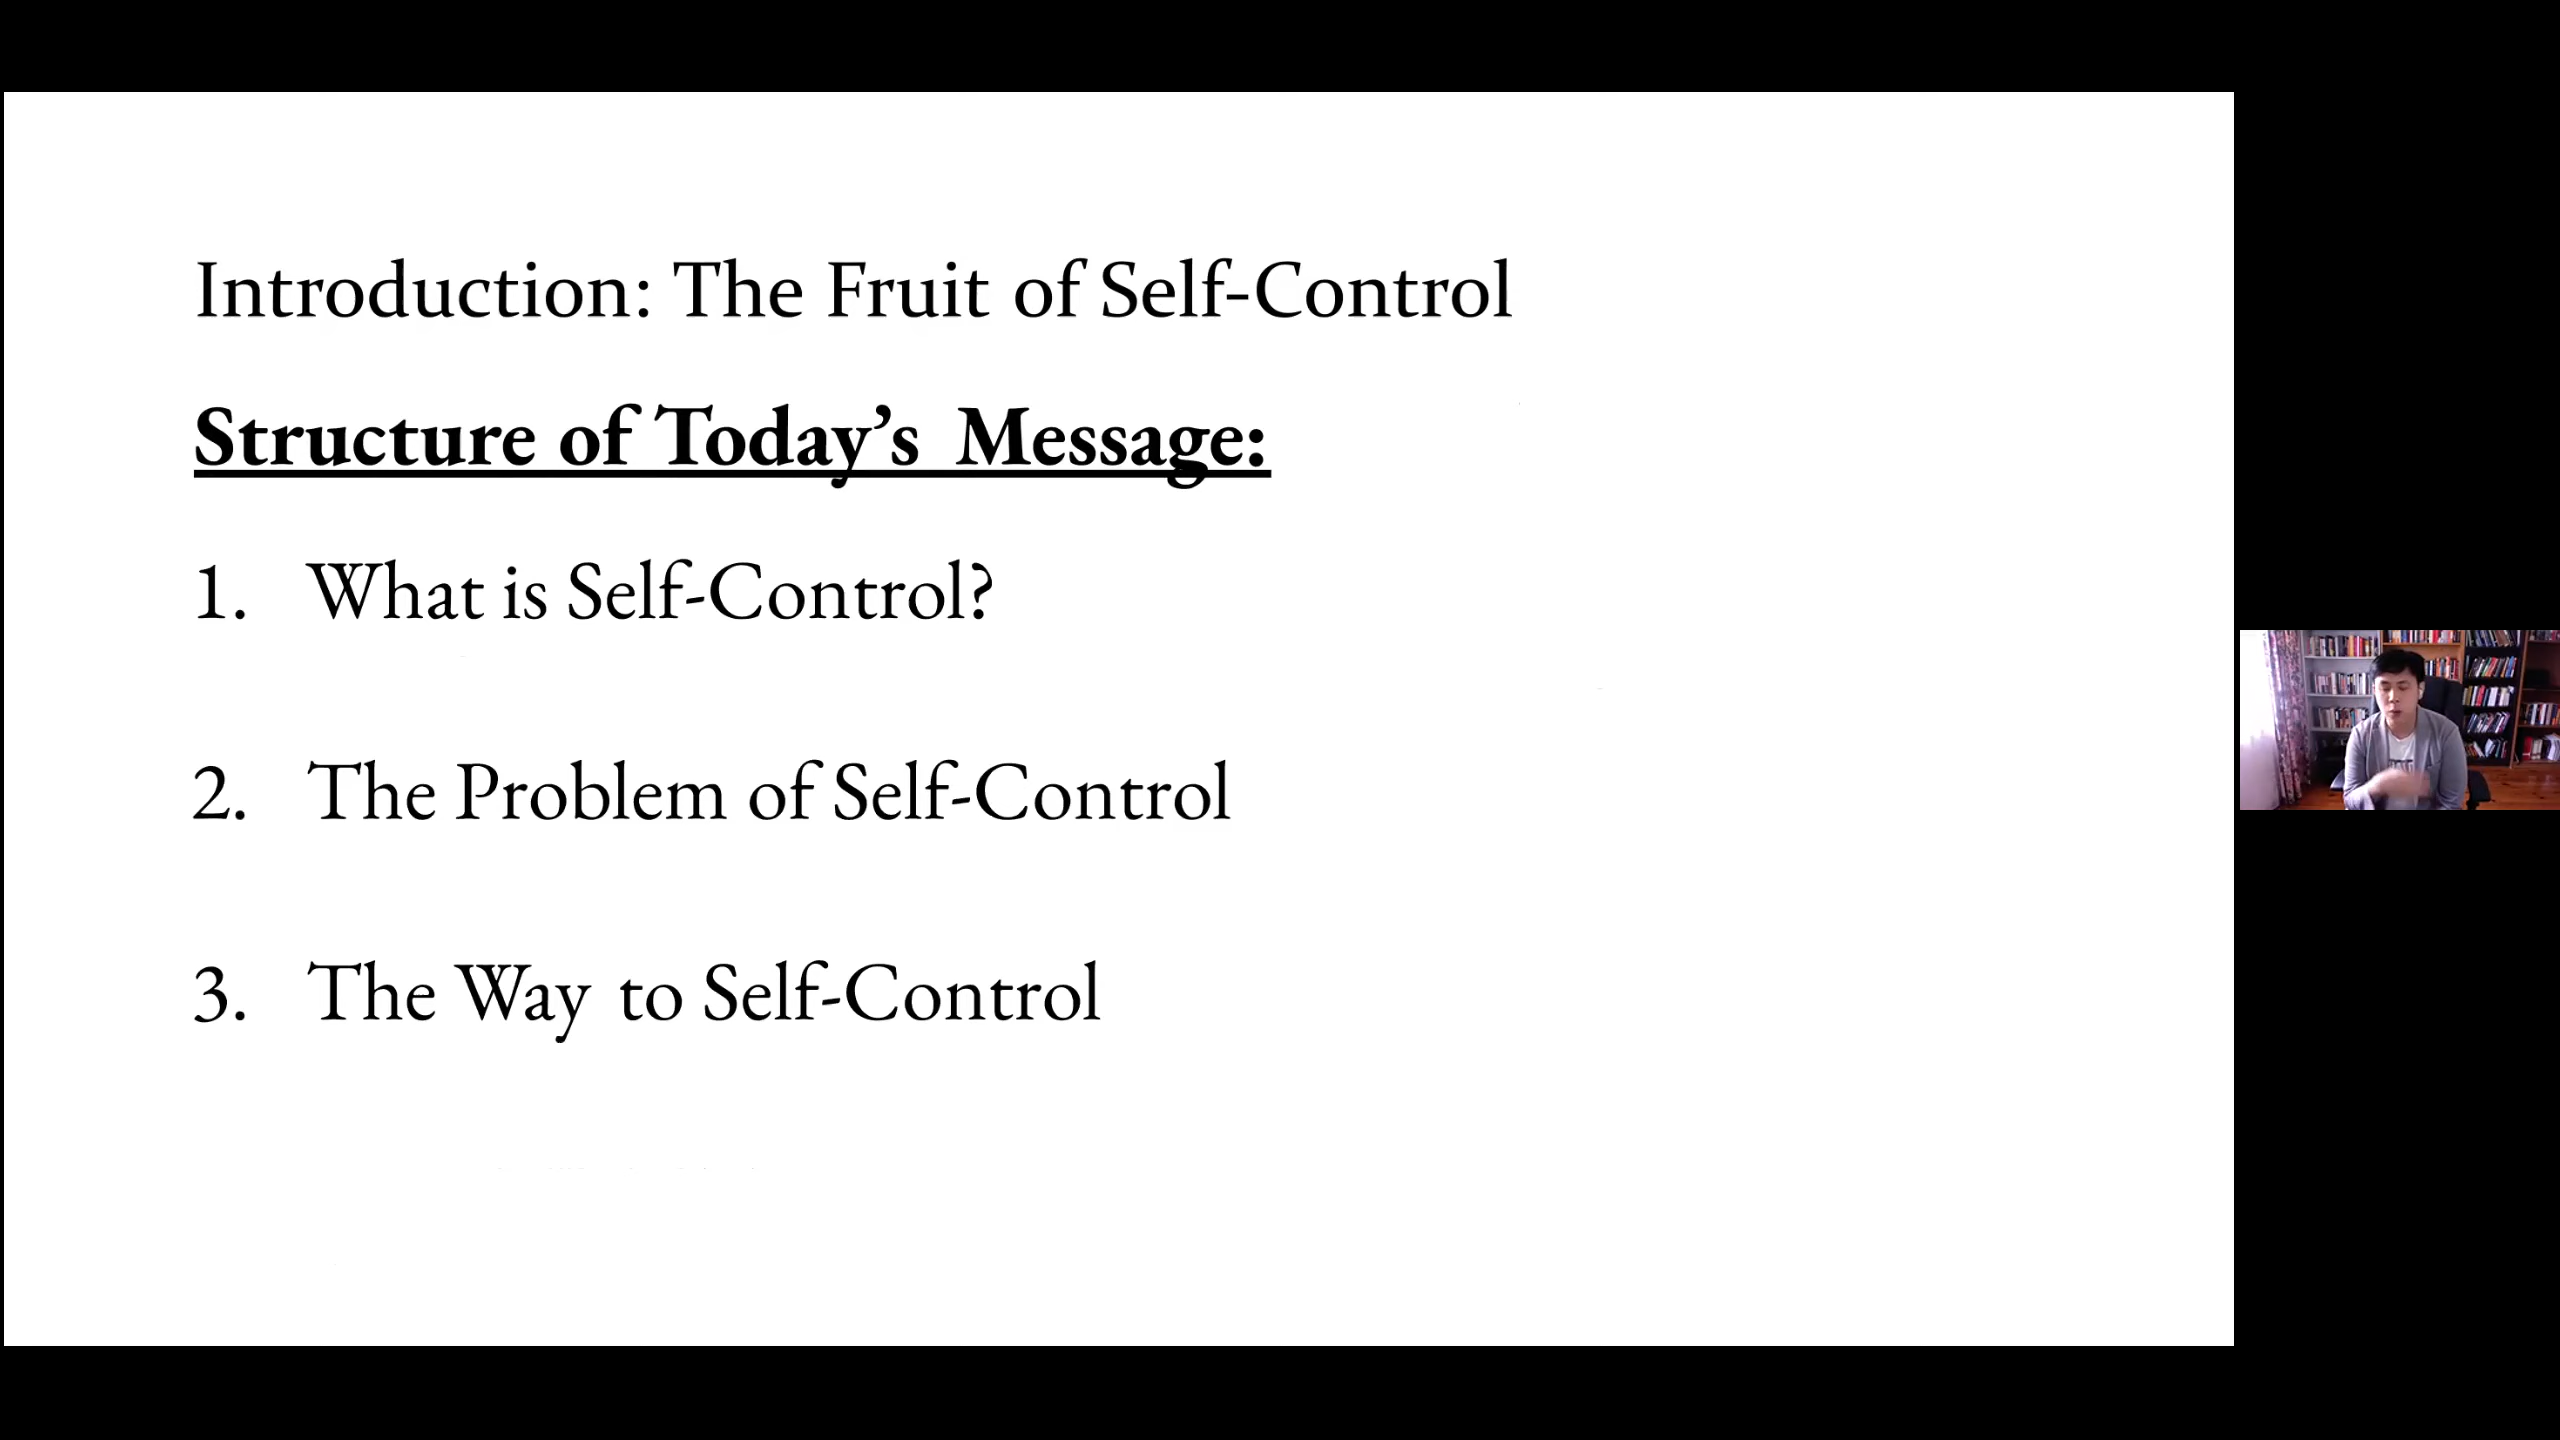 Introduction: The Fruit of Self-Control
Structure of Today’s Message:
1. What is Self-Control?
2. The Problem of Self-Control
3. The Way to Self-Control